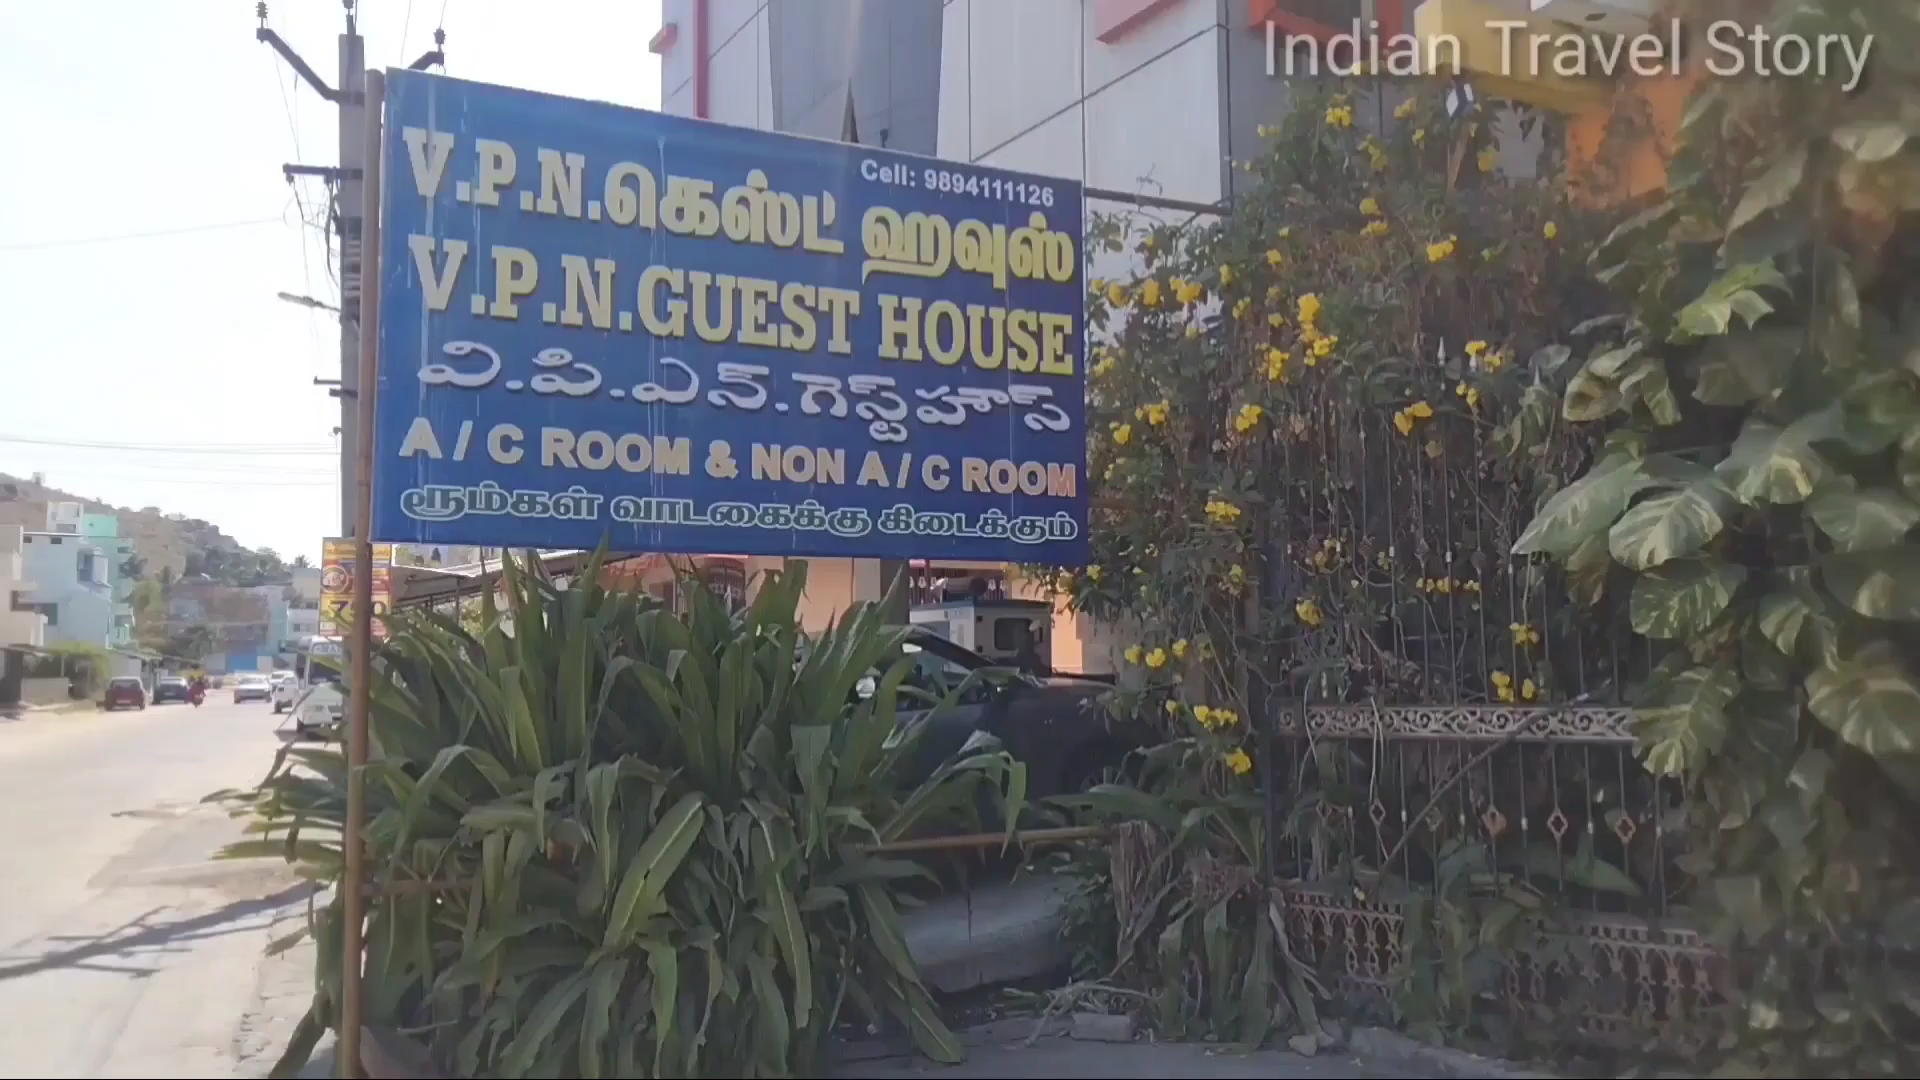 Indian Travel Story
Cell: 9894111126
V.P.N.கெஸ்ட் ஹவுஸ்
V.P.N.GUEST HOUSE
వి.పి.ఎన్.గెస్ట్‌హౌస్
A/C ROOM & NON A/C ROOM
ரூம்கள் வாடகைக்கு கிடைக்கும்